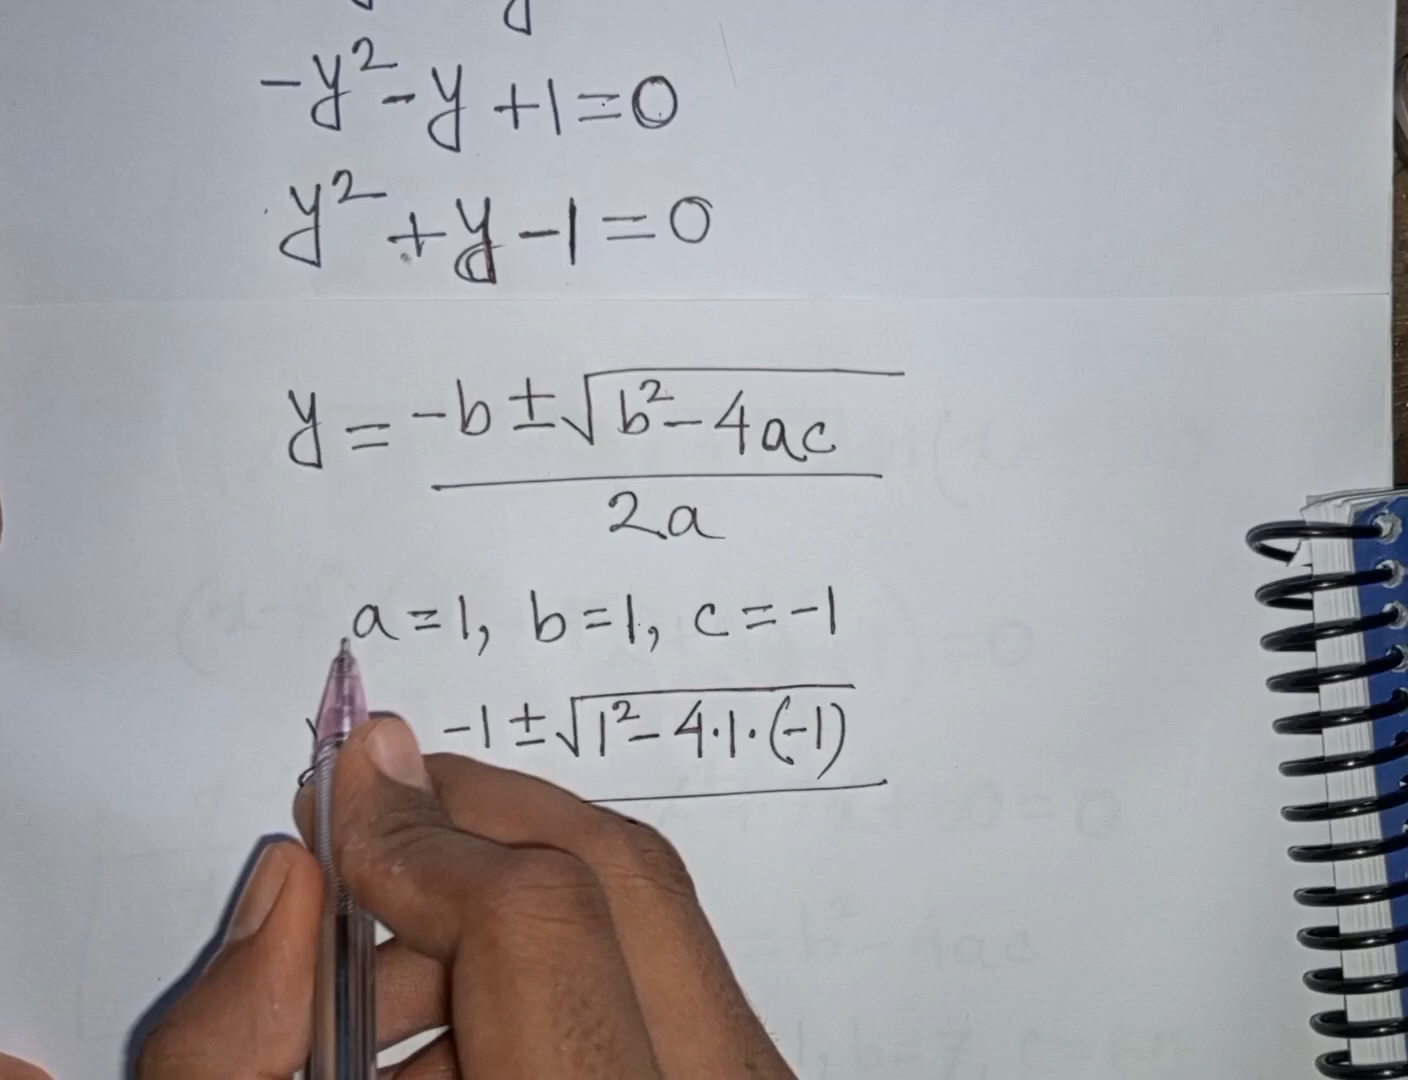 -y²-y+1=0
y²+y-1=0
y = -b±√b²-4ac
2a
a=1, b=1, c=-1
-1±√1²-4·1·(-1)